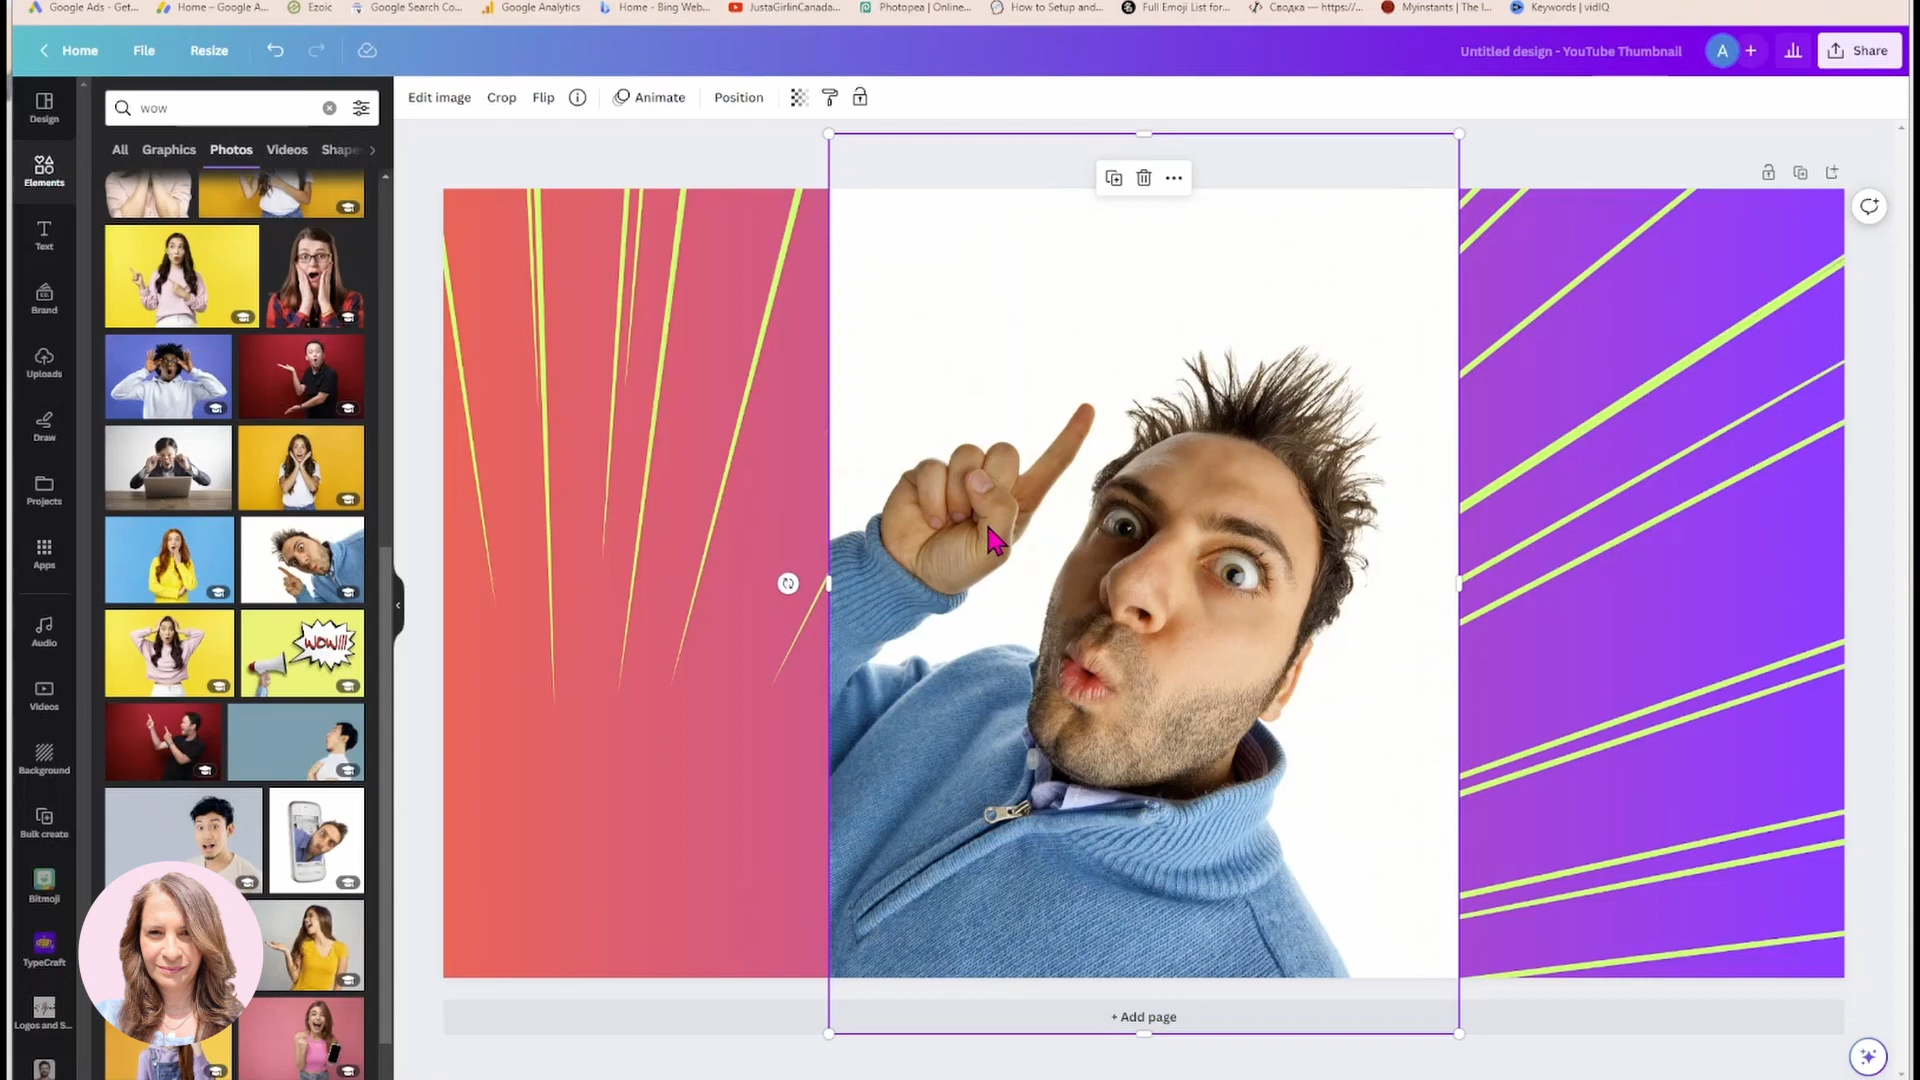 Google Ads - Get...
Home – Google A...
Ezoic
Google Search Co...
Google Analytics
Home - Bing Web...
JustaGirlinCanada...
Photopea | Online...
How to Setup and...
Full Emoji List for...
Сводка — https://...
Myinstants | The I...
Keywords | vidIQ
Home
File
Resize
Untitled design - YouTube Thumbnail
A
Share
Design
Elements
Text
Brand
Uploads
Draw
Projects
Apps
Audio
Videos
Background
Bulk create
Bitmoji
TypeCraft
Logos and S...
wow
All
Graphics
Photos
Videos
Shape
WOW!!!
Edit image
Crop
Flip
Animate
Position
+ Add page